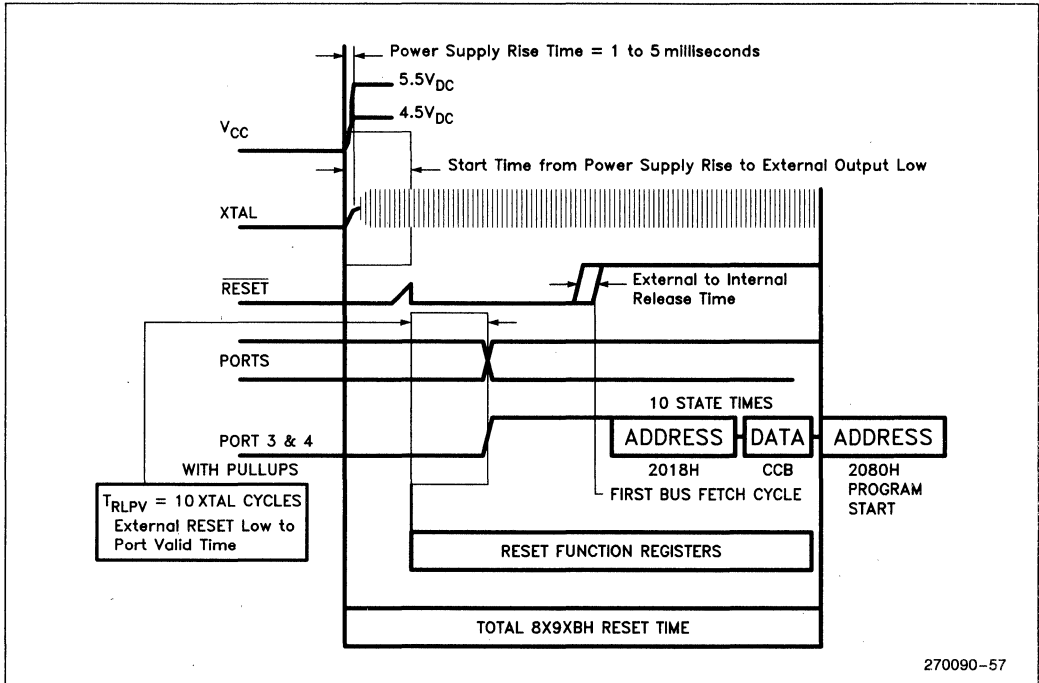 Power Supply Rise Time = 1 to 5 milliseconds
5.5VDC
4.5VDC
VCC
Start Time from Power Supply Rise to External Output Low
XTAL
RESET
External to Internal
Release Time
PORTS
10 STATE TIMES
PORT 3 & 4
ADDRESS
DATA
ADDRESS
WITH PULLUPS
2018H
CCB
2080H
FIRST BUS FETCH CYCLE
PROGRAM
START
TRLPV = 10 XTAL CYCLES
External RESET Low to
Port Valid Time
RESET FUNCTION REGISTERS
TOTAL 8X9XBH RESET TIME
270090-57